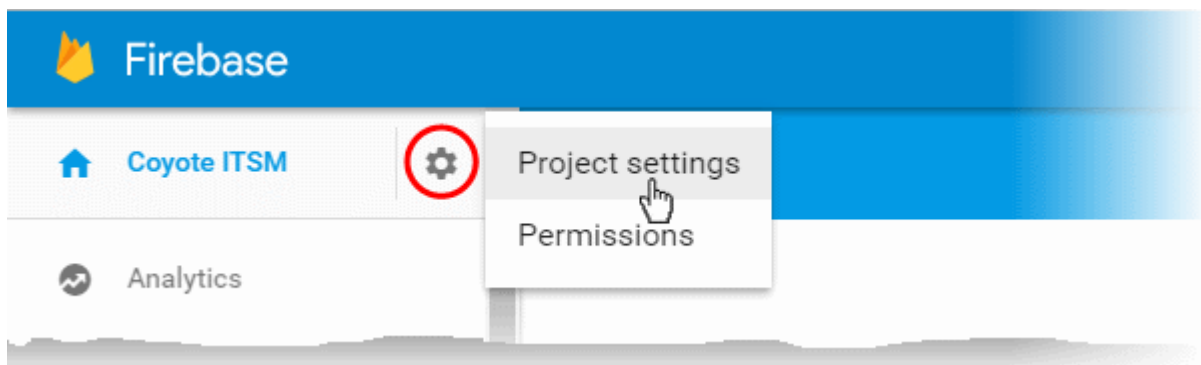 Firebase
Coyote ITSM
Project settings
Permissions
Analytics